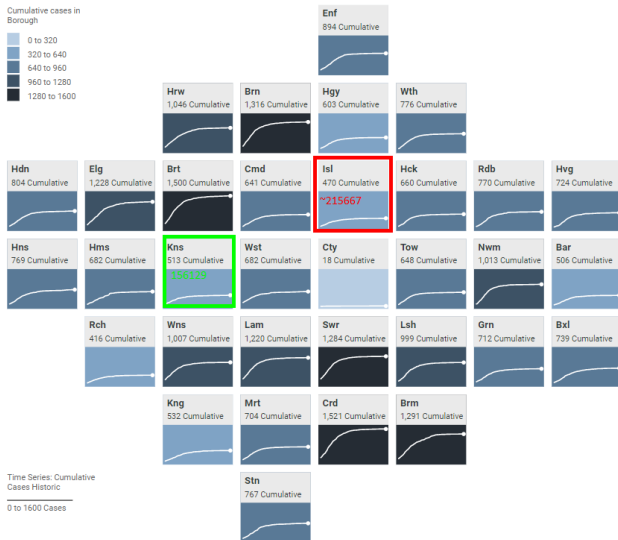 Cumulative cases in
Borough
0 to 320
320 to 640
640 to 960
960 to 1280
1280 to 1600
Enf
894 Cumulative
Hrw
1,046 Cumulative
Brn
1,316 Cumulative
Hgy
603 Cumulative
Wth
776 Cumulative
Hdn
804 Cumulative
Elg
1,228 Cumulative
Brt
1,500 Cumulative
Cmd
641 Cumulative
Isl
470 Cumulative
~215667
Hck
660 Cumulative
Rdb
770 Cumulative
Hvg
724 Cumulative
Hns
769 Cumulative
Hms
682 Cumulative
Kns
513 Cumulative
Wst
682 Cumulative
Cty
18 Cumulative
Tow
648 Cumulative
Nwm
1,013 Cumulative
Bar
506 Cumulative
Rch
416 Cumulative
Wns
1,007 Cumulative
Lam
1,220 Cumulative
Swr
1,284 Cumulative
Lsh
999 Cumulative
Grn
712 Cumulative
Bxl
739 Cumulative
Kng
532 Cumulative
Mrt
704 Cumulative
Crd
1,521 Cumulative
Brm
1,291 Cumulative
Time Series: Cumulative
Cases Historic
0 to 1600 Cases
Stn
767 Cumulative